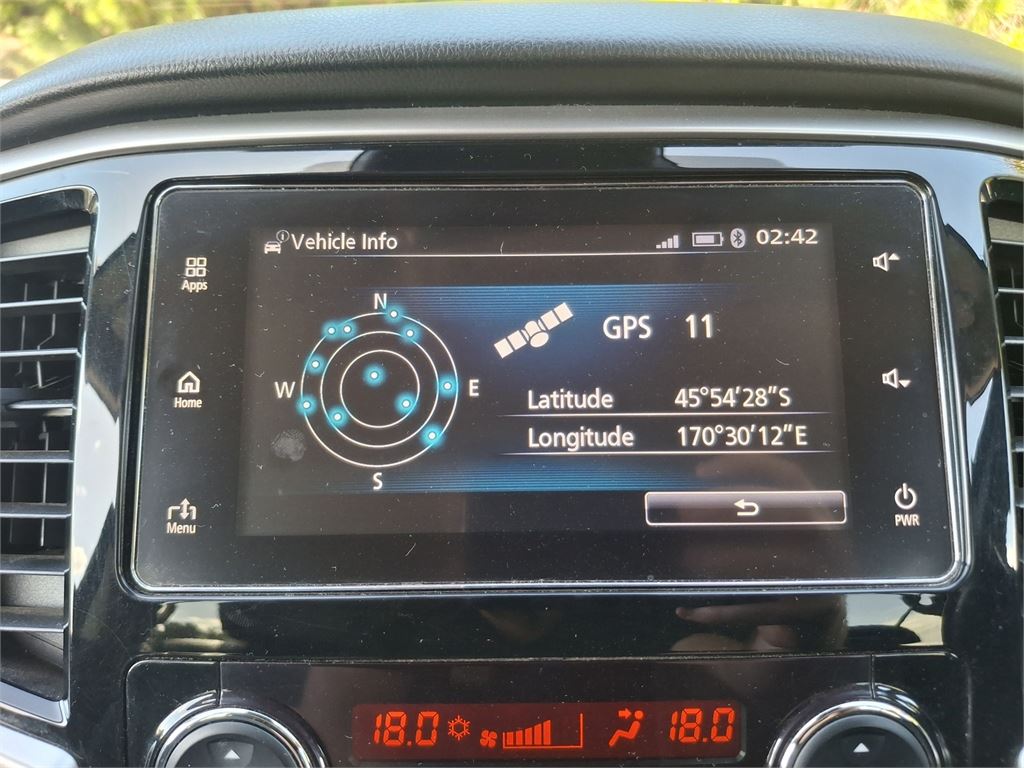 Vehicle Info 02:42
Apps
N
GPS 11
W E
Home
Latitude 45°54'28"S
Longitude 170°30'12"E
S
Menu
PWR
18.0 18.0